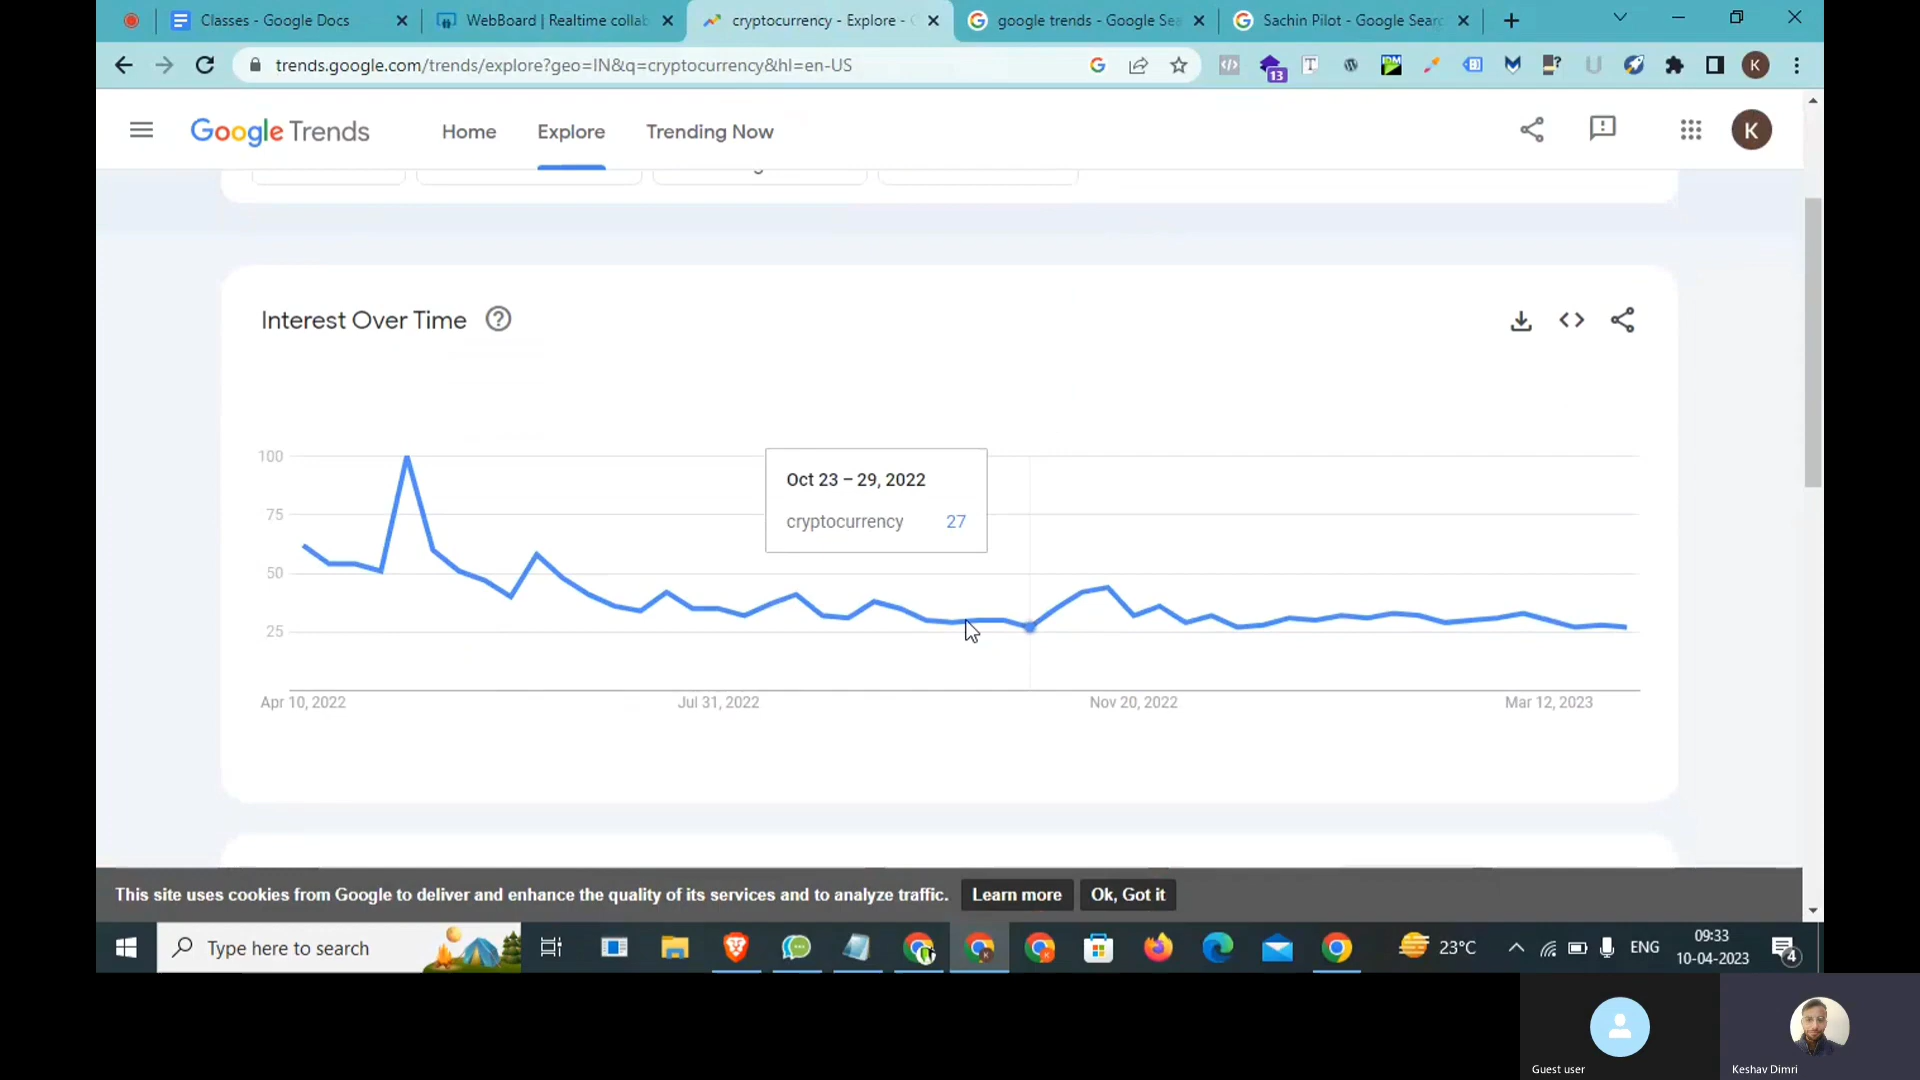 Classes - Google Docs
WebBoard | Realtime collab
cryptocurrency - Explore -
google trends - Google Sea
Sachin Pilot - Google Searc
trends.google.com/trends/explore?geo=IN&q=cryptocurrency&hl=en-US
13
K
Google Trends
Home
Explore
Trending Now
K
Interest Over Time
100
75
50
25
Oct 23 – 29, 2022
cryptocurrency 27
Apr 10, 2022
Jul 31, 2022
Nov 20, 2022
Mar 12, 2023
This site uses cookies from Google to deliver and enhance the quality of its services and to analyze traffic.
Learn more
Ok, Got it
Type here to search
23°C
ENG
09:33
10-04-2023
4
Guest user
Keshav Dimri